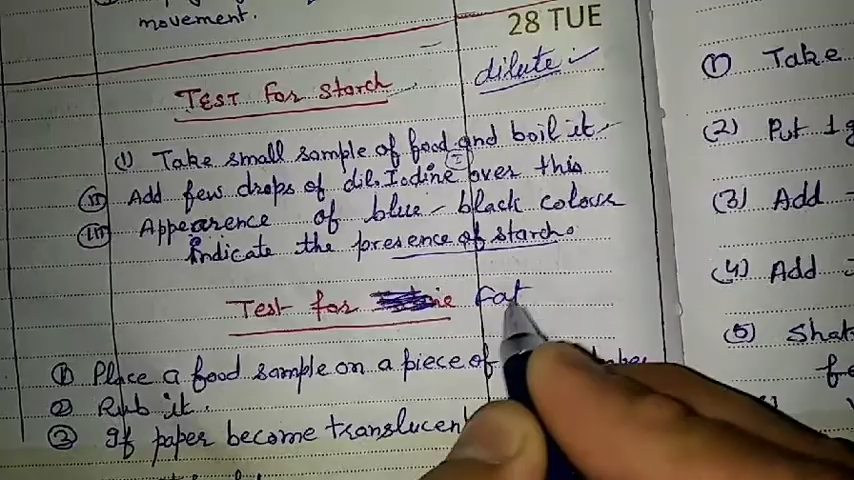 movement.
28 TUE
Test for starch
dilute ✓
(i) Take small sample of food and boil it
(ii) Add few drops of dil. Iodine over this
(I)
(iii) Appearence of blue-black colour
indicate the presence of starch.
Test for Fat
(1) Place a food sample on a piece of
(2) Rub it.
(3) If paper become translucent
(1) Take
(2) Put 1g
(3) Add
(4) Add
(5) Shak